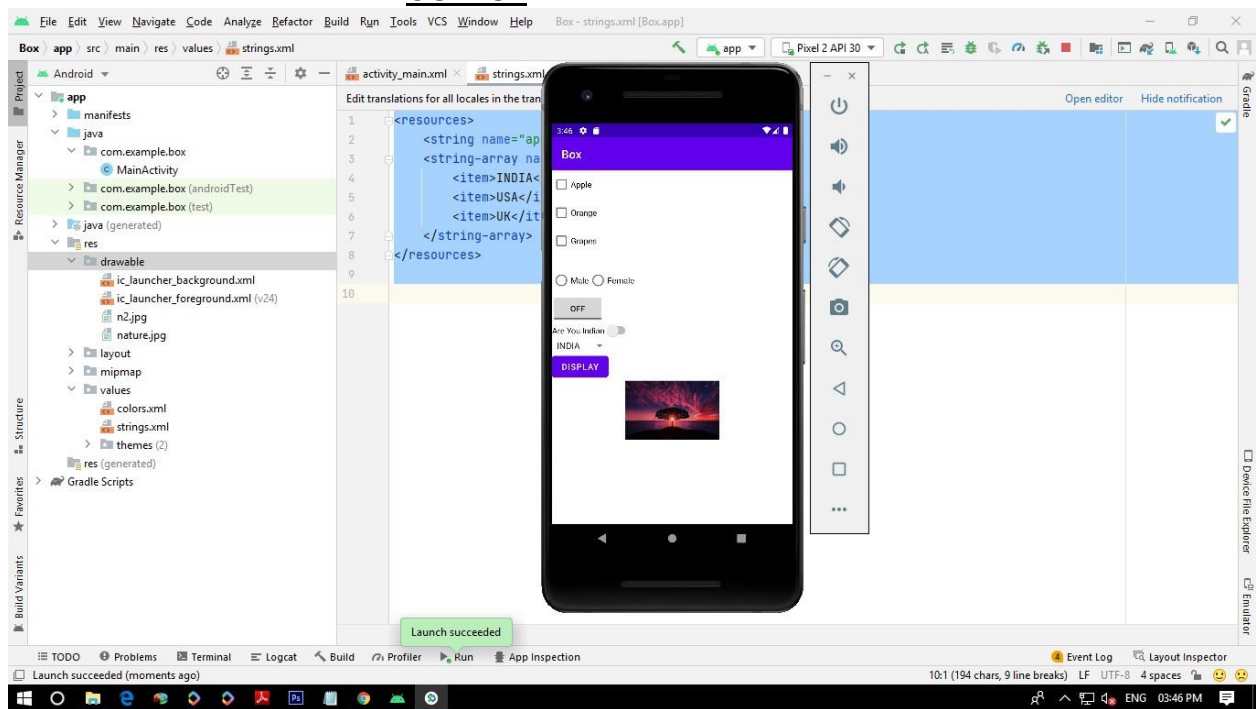 File Edit View Navigate Code Analyze Refactor Build Run Tools VCS Window Help Box - strings.xml [Box.app]
Box app src main res values strings.xml
app Pixel 2 API 30
Android
activity_main.xml strings.xml
Edit translations for all locales in the tran
Open editor Hide notification
Project
Resource Manager
Structure
Favorites
Build Variants
app
manifests
java
com.example.box
MainActivity
com.example.box (androidTest)
com.example.box (test)
java (generated)
res
drawable
ic_launcher_background.xml
ic_launcher_foreground.xml (v24)
n2.jpg
nature.jpg
layout
mipmap
values
colors.xml
strings.xml
themes (2)
res (generated)
Gradle Scripts
1 <resources>
2 <string name="ap
3 <string-array na
4 <item>INDIA<
5 <item>USA</i
6 <item>UK</it
7 </string-array>
8 </resources>
9
10
3:46
Box
Apple
Orange
Grapes
Male Female
OFF
Are You Indian
INDIA
DISPLAY
Gradle
Device File Explorer
Emulator
Launch succeeded
TODO Problems Terminal Logcat Build Profiler Run App Inspection
4 Event Log Layout Inspector
Launch succeeded (moments ago)
10:1 (194 chars, 9 line breaks) LF UTF-8 4 spaces
Ps
ENG 03:46 PM